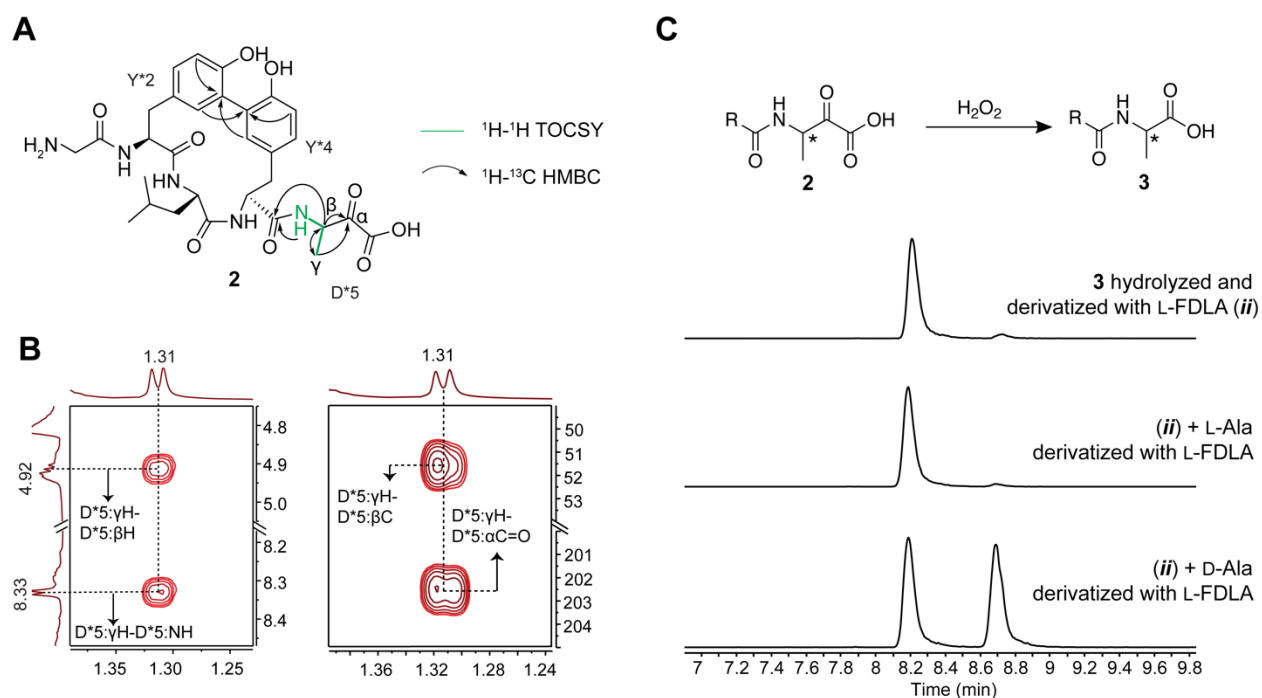 A
OH
OH
Y*2
O
H₂N
N
H
O
NH
Y*4
O
N
H
O
H
N
β
O
α
OH
O
γ
D*5
2
¹H-¹H TOCSY
¹H-¹³C HMBC
B
1.31
4.92
8.33
D*5:γH-
D*5:βH
D*5:γH-D*5:NH
4.8
4.9
5.0
8.2
8.3
8.4
1.35
1.30
1.25
1.31
D*5:γH-
D*5:βC
D*5:γH-
D*5:αC=O
50
51
52
53
201
202
203
204
1.36
1.32
1.28
1.24
C
R
O
H
N
*
O
O
OH
2
H₂O₂
R
O
H
N
*
O
OH
3
3 hydrolyzed and
derivatized with L-FDLA (ii)
(ii) + L-Ala
derivatized with L-FDLA
(ii) + D-Ala
derivatized with L-FDLA
7 7.2 7.4 7.6 7.8 8 8.2 8.4 8.6 8.8 9 9.2 9.4 9.6 9.8
Time (min)